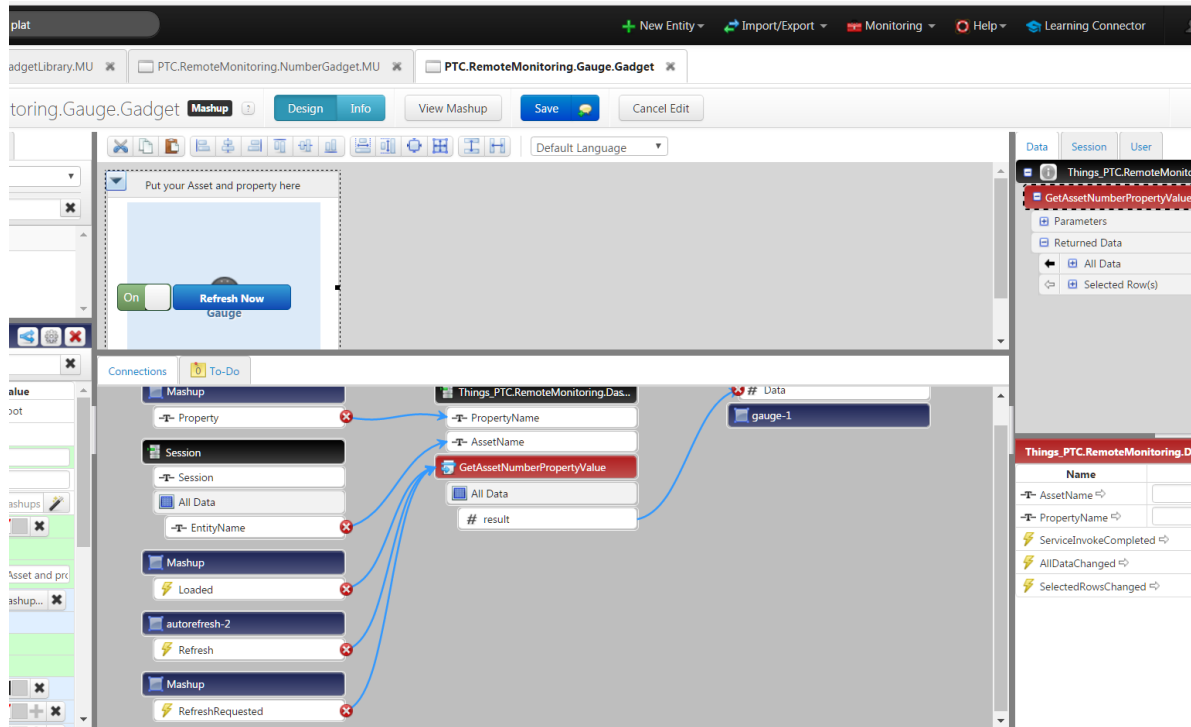 plat
New Entity
Import/Export
Monitoring
Help
Learning Connector
adgetLibrary.MU
PTC.RemoteMonitoring.NumberGadget.MU
PTC.RemoteMonitoring.Gauge.Gadget
toring.Gauge.Gadget
Mashup
Design
Info
View Mashup
Save
Cancel Edit
Default Language
Data
Session
User
Things_PTC.RemoteMonito
GetAssetNumberPropertyValue
Parameters
Returned Data
All Data
Selected Row(s)
Put your Asset and property here
On
Refresh Now
Gauge
Connections
0
To-Do
alue
oot
ashups
Asset and pro
ashup...
Mashup
-T- Property
Session
-T- Session
All Data
-T- EntityName
Mashup
Loaded
autorefresh-2
Refresh
Mashup
RefreshRequested
Things_PTC.RemoteMonitoring.Das...
-T- PropertyName
-T- AssetName
GetAssetNumberPropertyValue
All Data
# result
# Data
gauge-1
Things_PTC.RemoteMonitoring.D
Name
-T- AssetName
-T- PropertyName
ServiceInvokeCompleted
AllDataChanged
SelectedRowsChanged